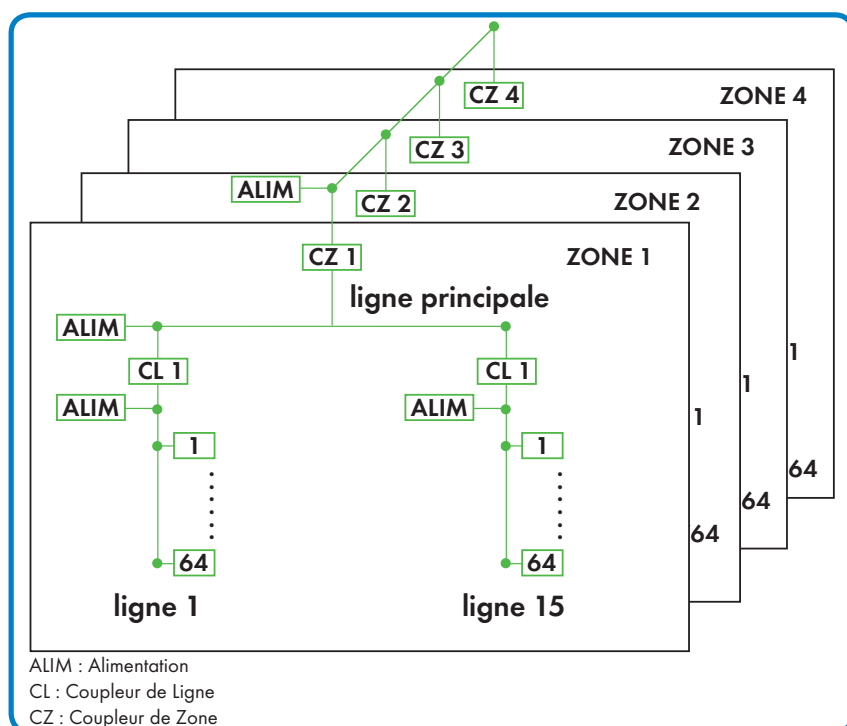 CZ 4
ZONE 4
CZ 3
ZONE 3
ALIM
CZ 2
ZONE 2
CZ 1
ZONE 1
ligne principale
ALIM
CL 1
CL 1
1
ALIM
ALIM
1
1
1
1
64
64
64
64
64
ligne 1
ligne 15
ALIM : Alimentation
CL : Coupleur de Ligne
CZ : Coupleur de Zone